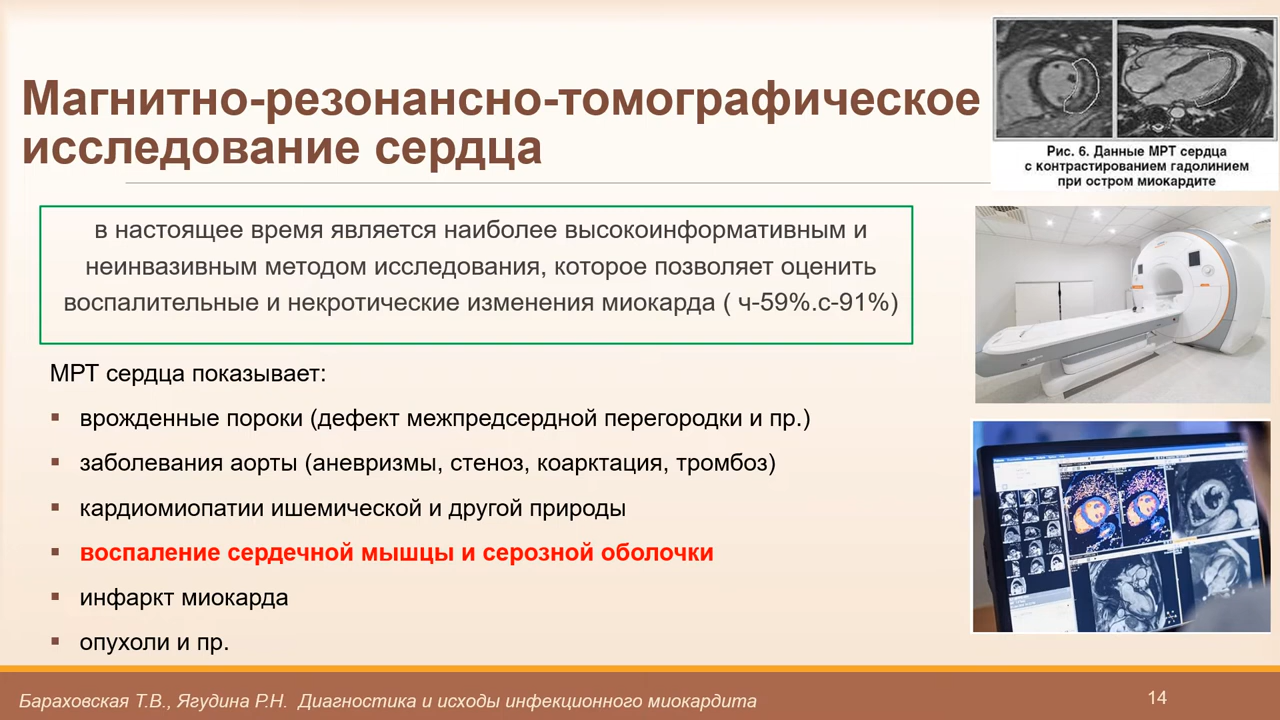 Магнитно-резонансно-томографическое
исследование сердца
Рис. 6. Данные МРТ сердца
с контрастированием гадолинием
при остром миокардите
в настоящее время является наиболее высокоинформативным и
неинвазивным методом исследования, которое позволяет оценить
воспалительные и некротические изменения миокарда ( ч-59%.с-91%)
МРТ сердца показывает:
▪ врожденные пороки (дефект межпредсердной перегородки и пр.)
▪ заболевания аорты (аневризмы, стеноз, коарктация, тромбоз)
▪ кардиомиопатии ишемической и другой природы
▪ воспаление сердечной мышцы и серозной оболочки
▪ инфаркт миокарда
▪ опухоли и пр.
Бараховская Т.В., Ягудина Р.Н. Диагностика и исходы инфекционного миокардита
14